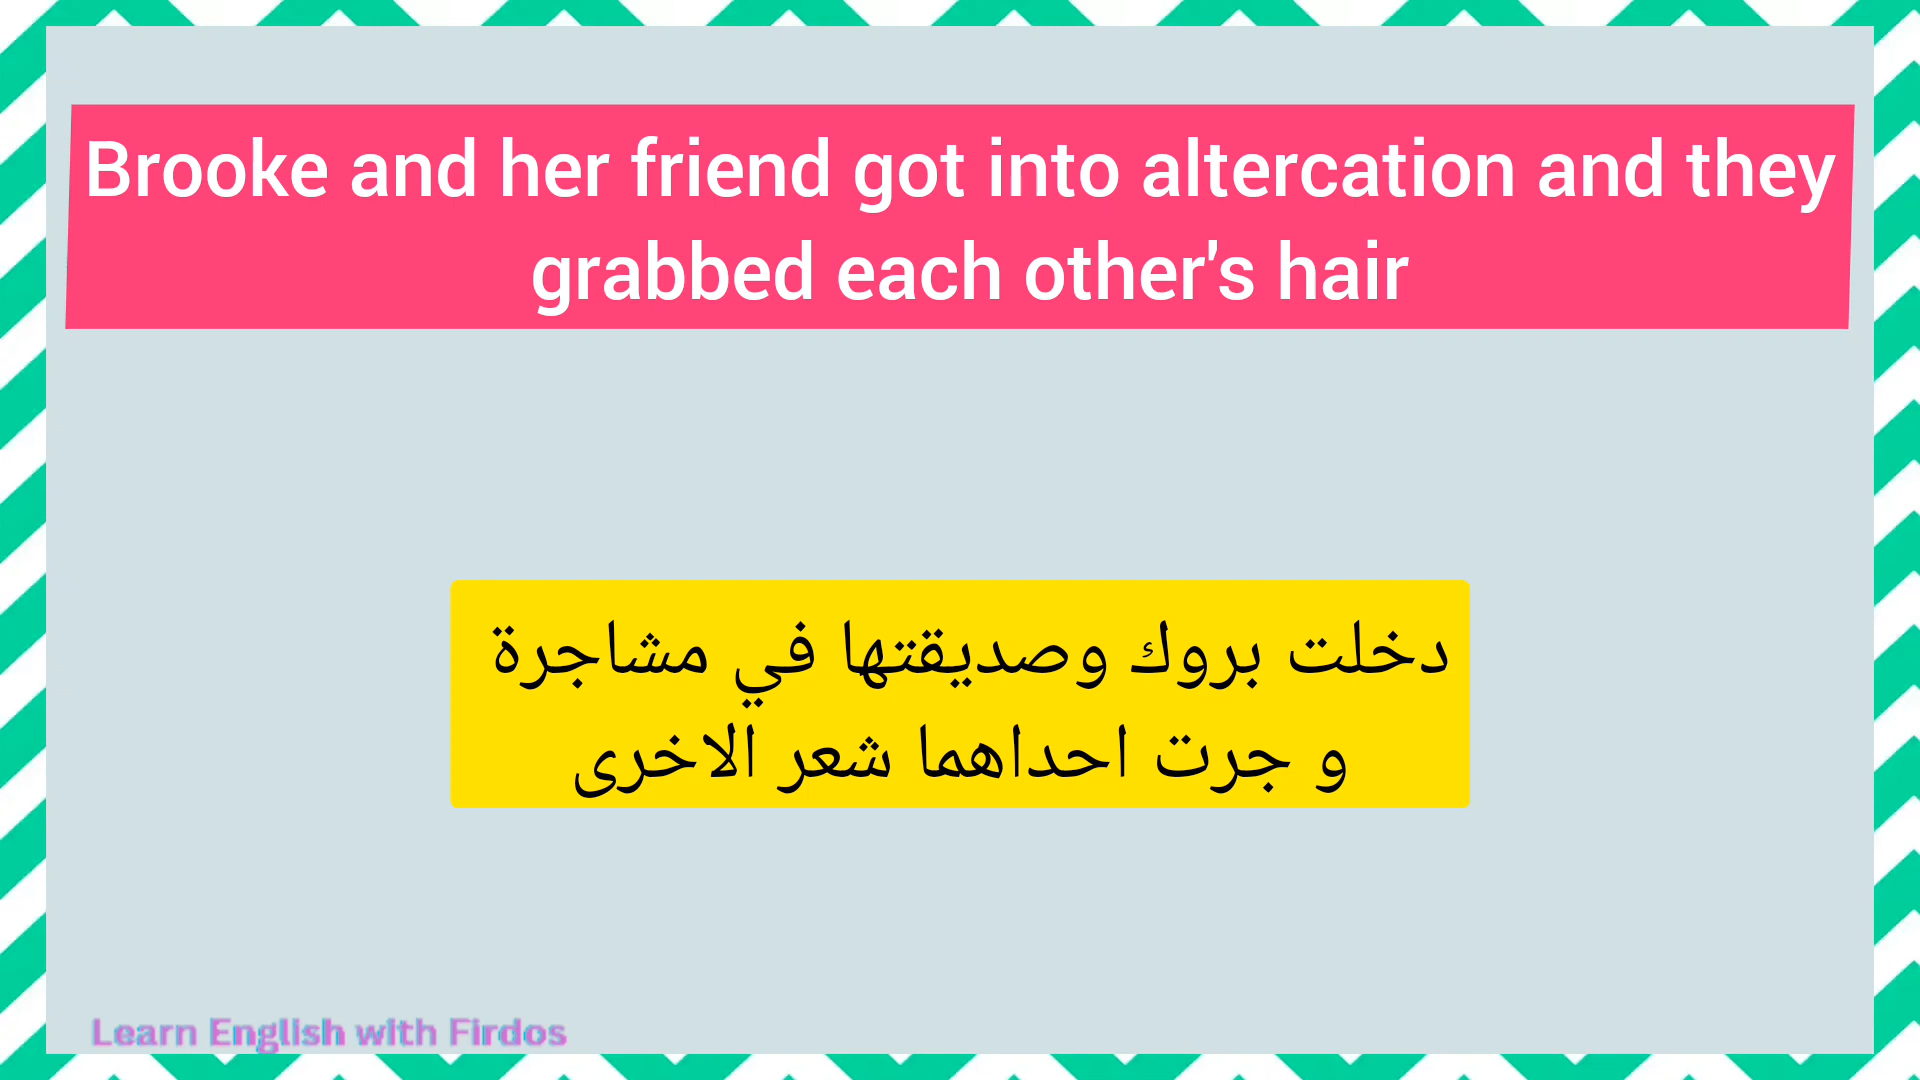 Brooke and her friend got into altercation and they
grabbed each other's hair
دخلت بروك وصديقتها في مشاجرة
و جرت احداهما شعر الاخرى
Learn English with Firdos